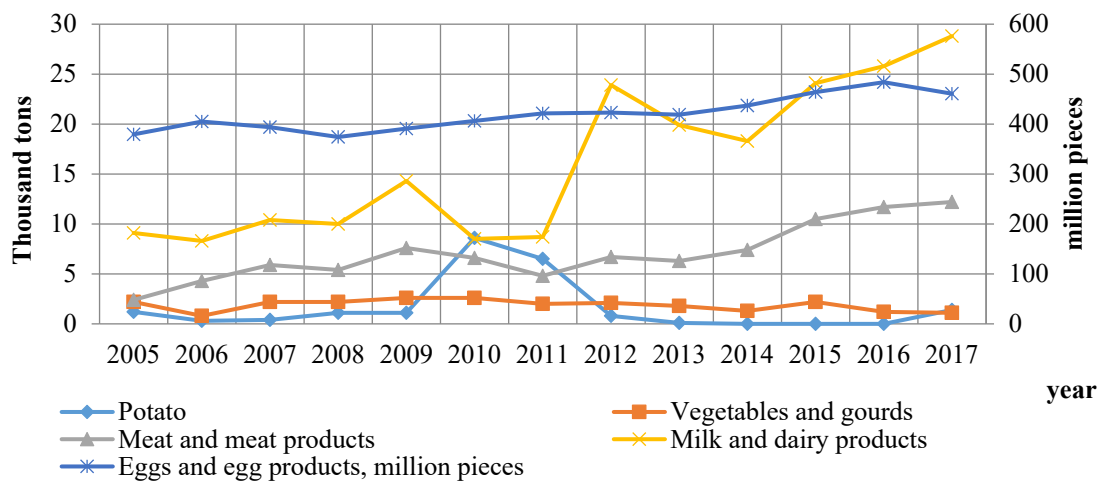 Thousand tons
30
25
20
15
10
5
0
600
500
400
300
200
100
0
million pieces
2005 2006 2007 2008 2009 2010 2011 2012 2013 2014 2015 2016 2017
year
Potato
Vegetables and gourds
Meat and meat products
Milk and dairy products
Eggs and egg products, million pieces